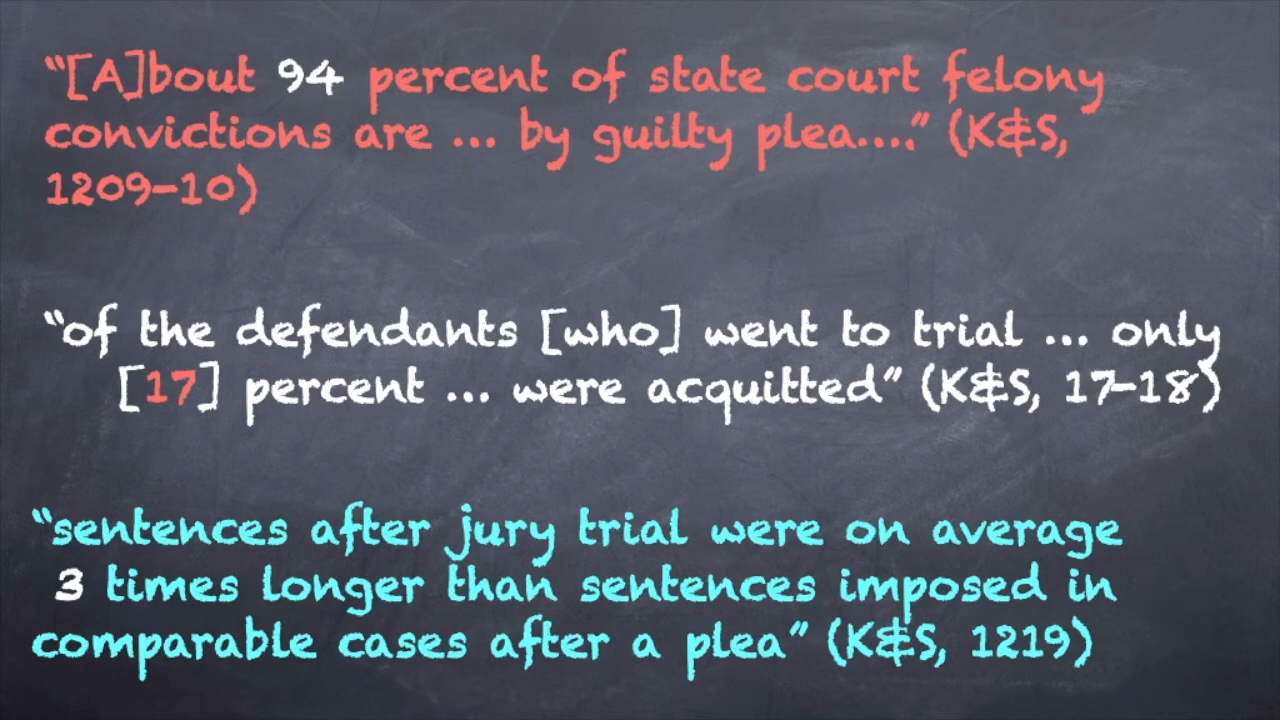 “[A]bout 94 percent of state court felony
convictions are ... by guilty plea....” (K&S,
1209-10)
“of the defendants [who] went to trial ... only
[17] percent ... were acquitted” (K&S, 17-18)
“sentences after jury trial were on average
3 times longer than sentences imposed in
comparable cases after a plea” (K&S, 1219)